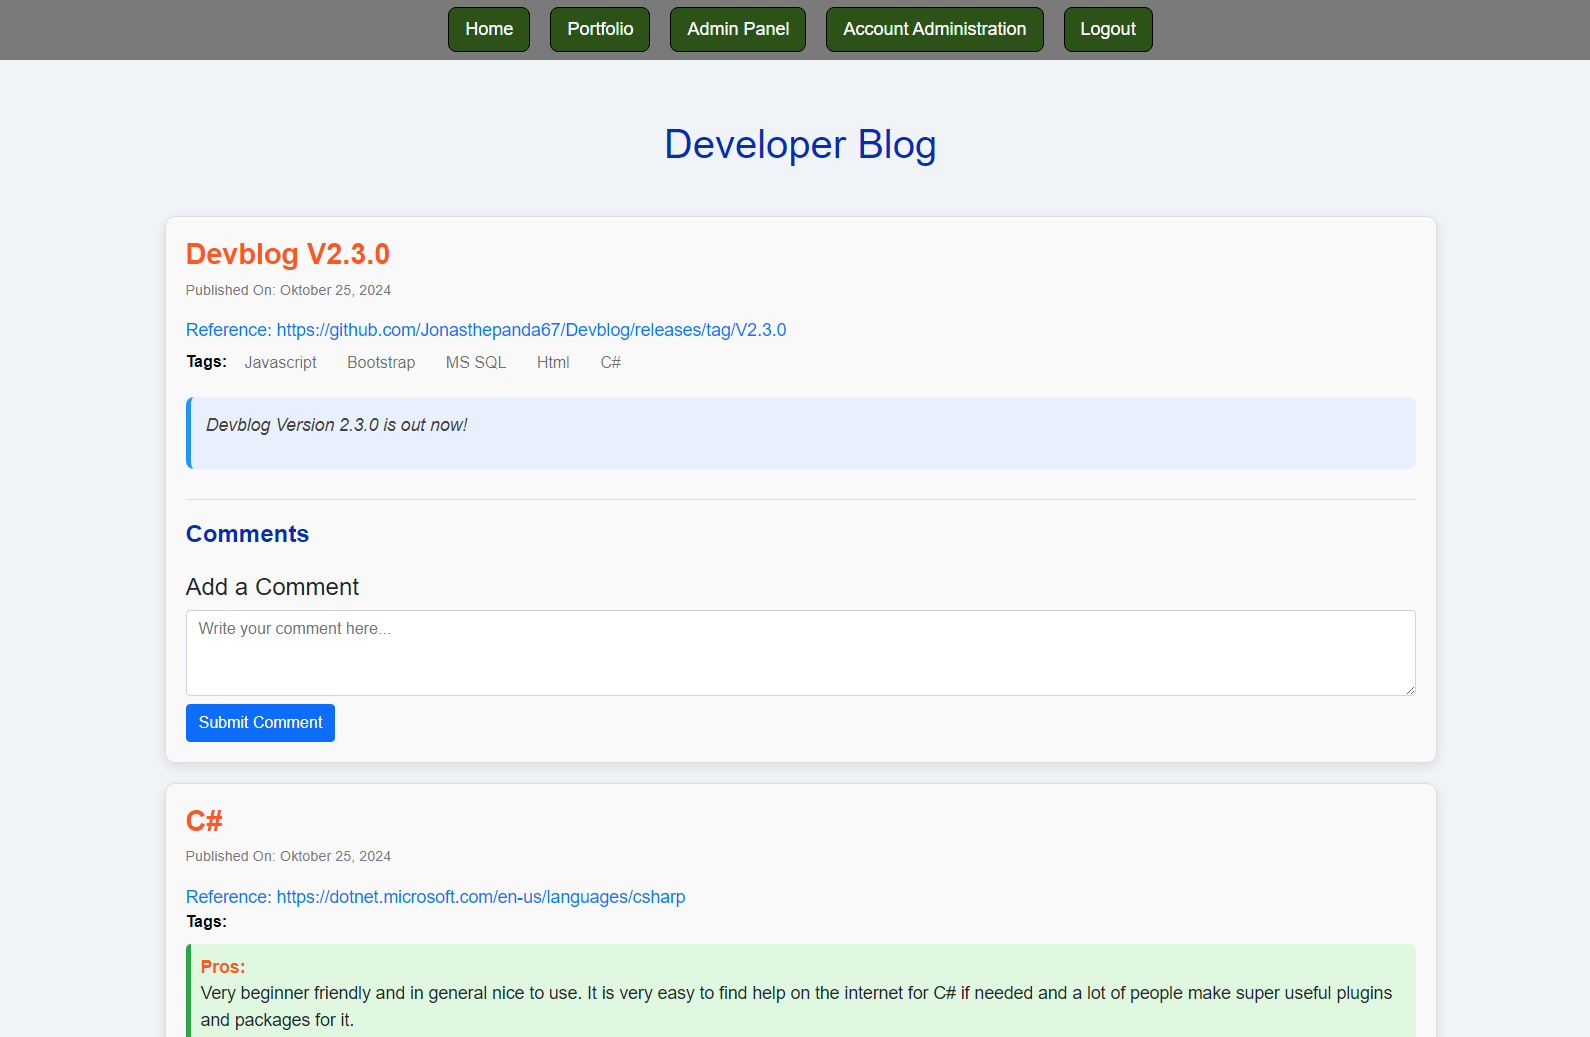 Home Portfolio Admin Panel Account Administration Logout
Developer Blog
Devblog V2.3.0
Published On: Oktober 25, 2024
Reference: https://github.com/Jonasthepanda67/Devblog/releases/tag/V2.3.0
Tags: Javascript Bootstrap MS SQL Html C#
Devblog Version 2.3.0 is out now!
Comments
Add a Comment
Write your comment here...
Submit Comment
C#
Published On: Oktober 25, 2024
Reference: https://dotnet.microsoft.com/en-us/languages/csharp
Tags:
Pros:
Very beginner friendly and in general nice to use. It is very easy to find help on the internet for C# if needed and a lot of people make super useful plugins
and packages for it.